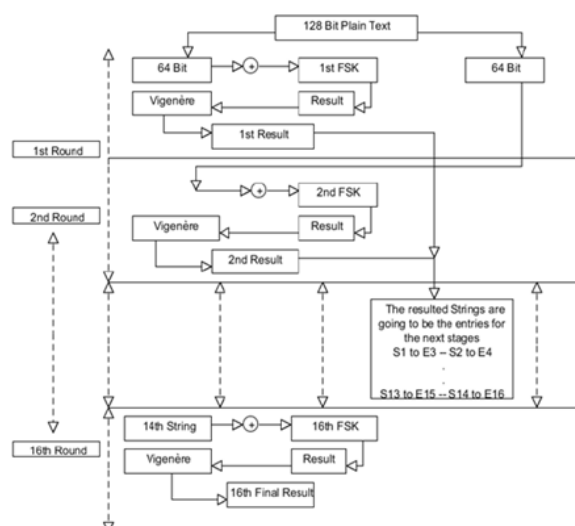 128 Bit Plain Text
64 Bit
+
1st FSK
64 Bit
Vigenère
Result
1st Result
1st Round
+
2nd FSK
2nd Round
Vigenère
Result
2nd Result
The resulted Strings are
going to be the entries for
the next stages
S1 to E3 -- S2 to E4
.
.
S13 to E15 -- S14 to E16
14th String
+
16th FSK
16th Round
Vigenère
Result
16th Final Result